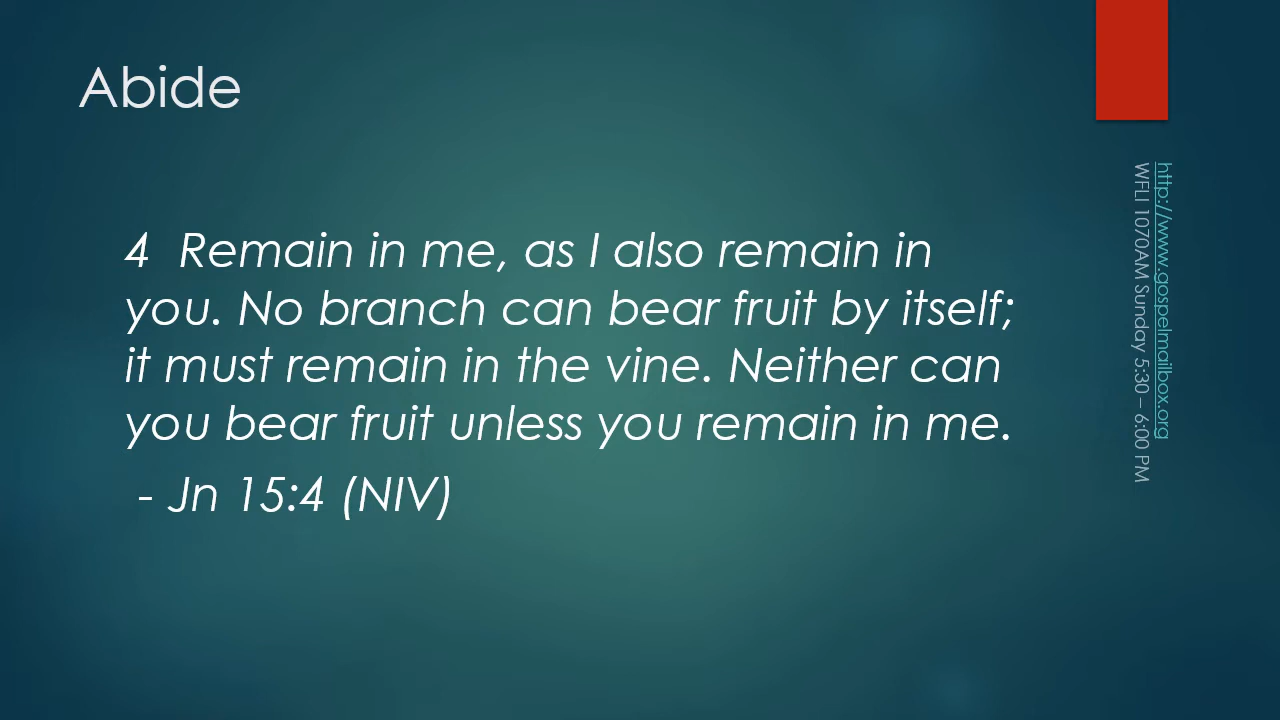 Abide
4 Remain in me, as I also remain in
you. No branch can bear fruit by itself;
it must remain in the vine. Neither can
you bear fruit unless you remain in me.
- Jn 15:4 (NIV)
http://www.gospelmailbox.org
WFLI 1070AM Sunday 5:30 – 6:00 PM